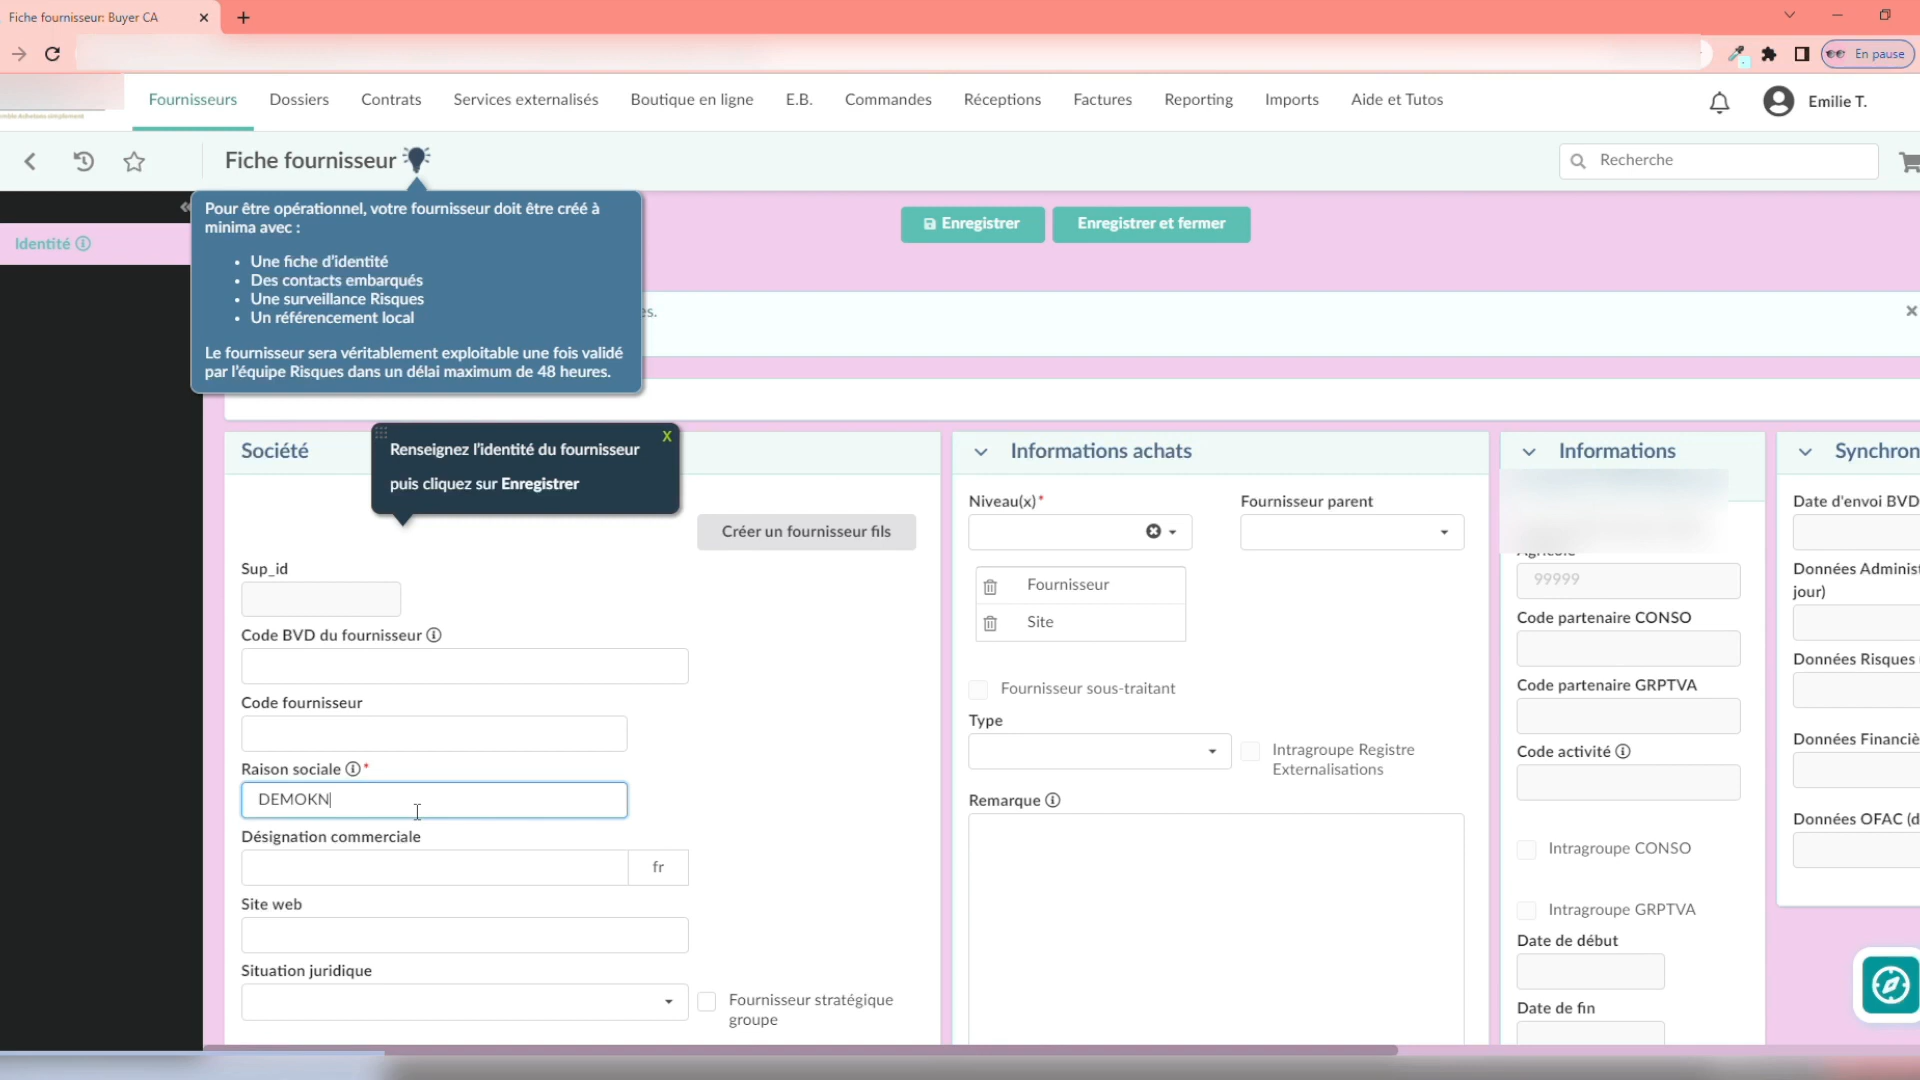 Fiche fournisseur: Buyer CA
En pause
Fournisseurs
Dossiers
Contrats
Services externalisés
Boutique en ligne
E.B.
Commandes
Réceptions
Factures
Reporting
Imports
Aide et Tutos
Emilie T.
Fiche fournisseur
Recherche
Identité
Pour être opérationnel, votre fournisseur doit être créé à
minima avec :
• Une fiche d'identité
• Des contacts embarqués
• Une surveillance Risques
• Un référencement local
Le fournisseur sera véritablement exploitable une fois validé
par l'équipe Risques dans un délai maximum de 48 heures.
Enregistrer
Enregistrer et fermer
es.
Société
Renseignez l'identité du fournisseur
puis cliquez sur Enregistrer
X
Créer un fournisseur fils
Sup_id
Code BVD du fournisseur
Code fournisseur
Raison sociale *
DEMOKN
Désignation commerciale
fr
Site web
Situation juridique
Fournisseur stratégique
groupe
Informations achats
Niveau(x)*
Fournisseur parent
Fournisseur
Site
Fournisseur sous-traitant
Type
Intragroupe Registre
Externalisations
Remarque
Informations
Agricole
99999
Code partenaire CONSO
Code partenaire GRPTVA
Code activité
Intragroupe CONSO
Intragroupe GRPTVA
Date de début
Date de fin
Synchron
Date d'envoi BVD
Données Administ
jour)
Données Risques
Données Financiè
Données OFAC (d